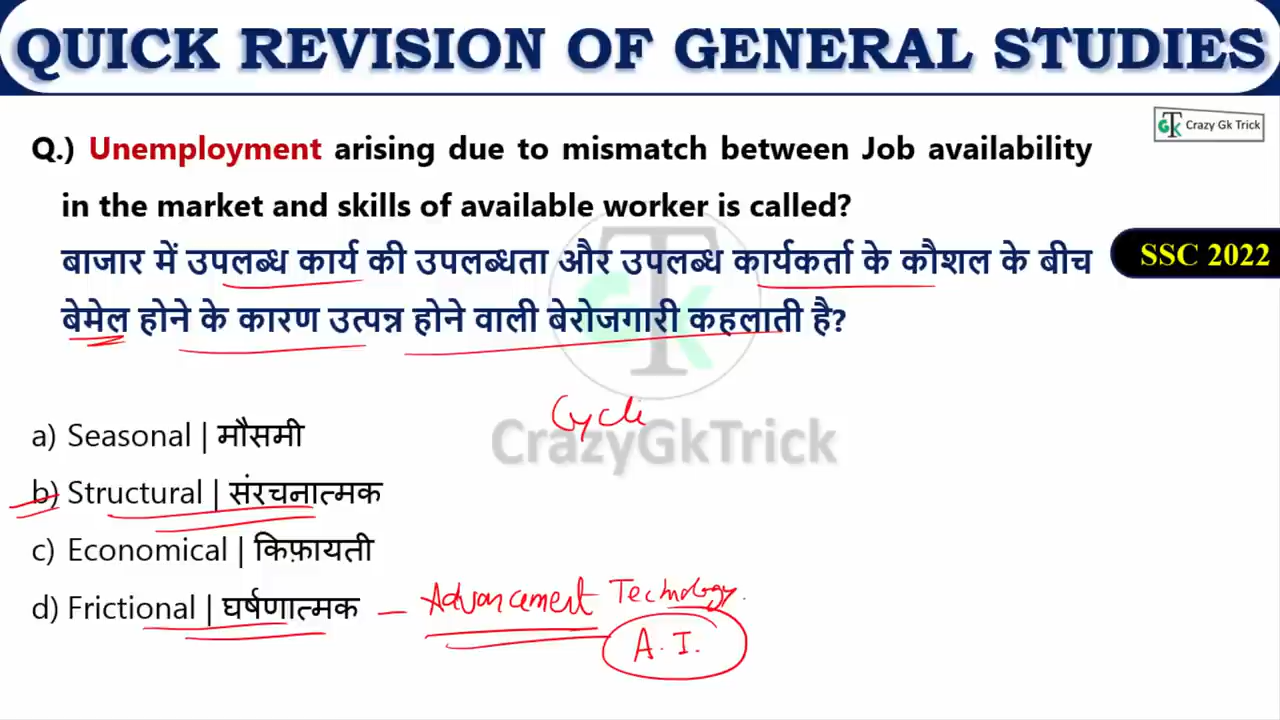 QUICK REVISION OF GENERAL STUDIES
GTK Crazy Gk Trick
Q.) Unemployment arising due to mismatch between Job availability
in the market and skills of available worker is called?
बाजार में उपलब्ध कार्य की उपलब्धता और उपलब्ध कार्यकर्ता के कौशल के बीच
SSC 2022
बेमेल होने के कारण उत्पन्न होने वाली बेरोजगारी कहलाती है?
Cycli
CrazyGkTrick
a) Seasonal | मौसमी
b) Structural | संरचनात्मक
c) Economical | किफ़ायती
d) Frictional | घर्षणात्मक – Advancement Technology.
A.I.